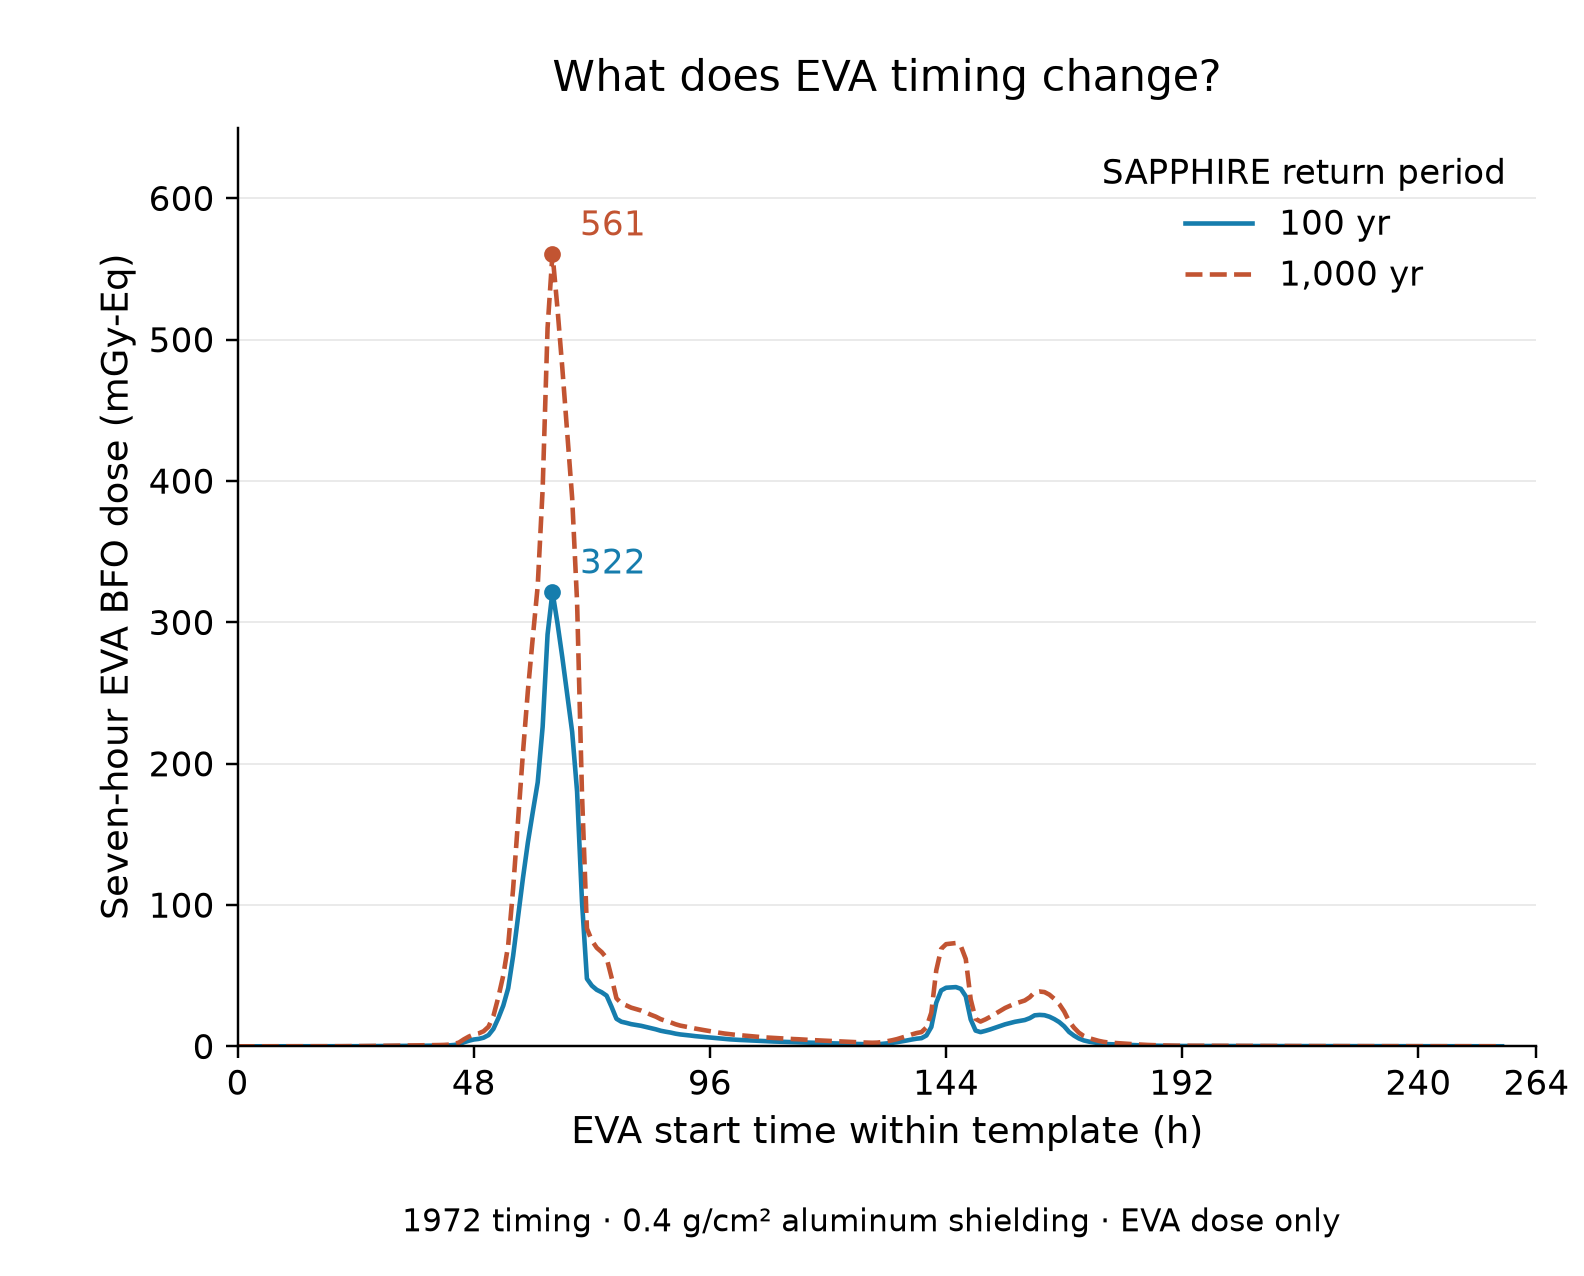 What does EVA timing change?
SAPPHIRE return period
100 yr
1,000 yr
561
322
Seven-hour EVA BFO dose (mGy-Eq)
600
500
400
300
200
100
0
0 48 96 144 192 240 264
EVA start time within template (h)
1972 timing · 0.4 g/cm² aluminum shielding · EVA dose only